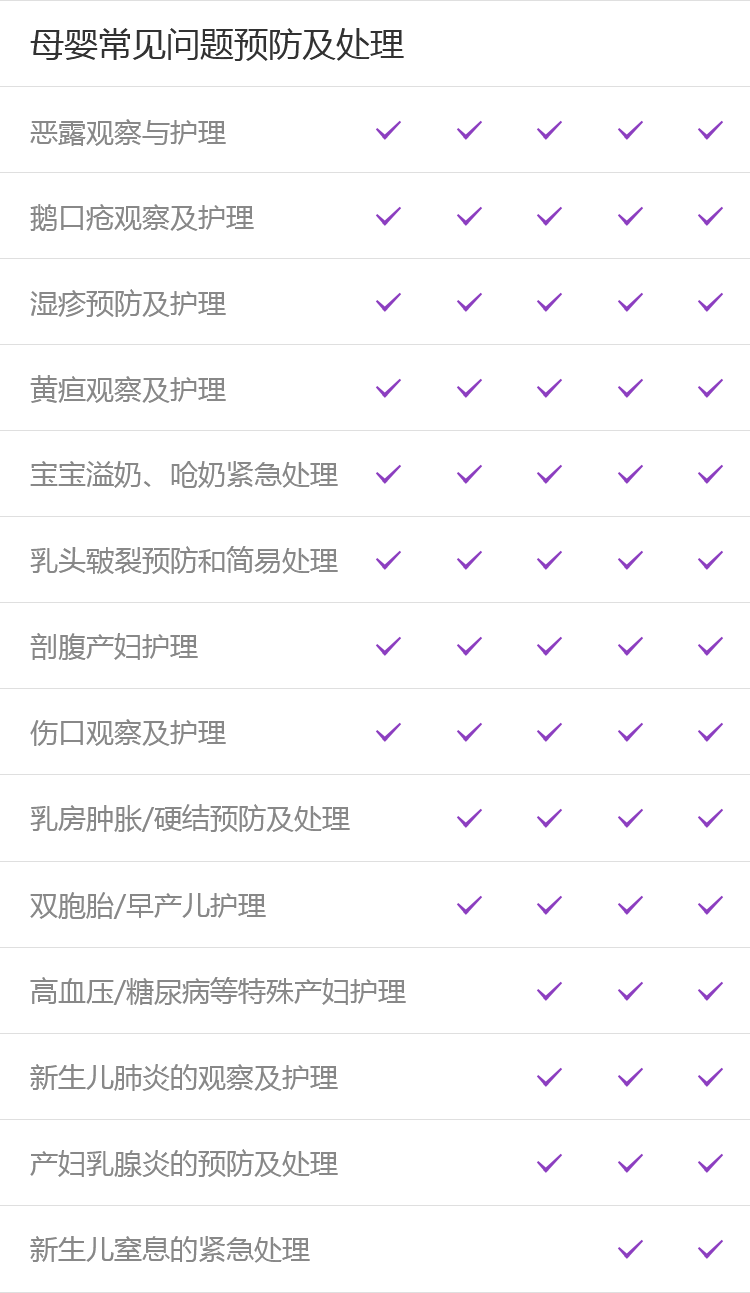 母婴常见问题预防及处理
恶露观察与护理 ✓ ✓ ✓ ✓ ✓
鹅口疮观察及护理 ✓ ✓ ✓ ✓ ✓
湿疹预防及护理 ✓ ✓ ✓ ✓ ✓
黄疸观察及护理 ✓ ✓ ✓ ✓ ✓
宝宝溢奶、呛奶紧急处理 ✓ ✓ ✓ ✓ ✓
乳头皲裂预防和简易处理 ✓ ✓ ✓ ✓ ✓
剖腹产妇护理 ✓ ✓ ✓ ✓ ✓
伤口观察及护理 ✓ ✓ ✓ ✓ ✓
乳房肿胀/硬结预防及处理 ✓ ✓ ✓ ✓
双胞胎/早产儿护理 ✓ ✓ ✓ ✓
高血压/糖尿病等特殊产妇护理 ✓ ✓ ✓
新生儿肺炎的观察及护理 ✓ ✓ ✓
产妇乳腺炎的预防及处理 ✓ ✓ ✓
新生儿窒息的紧急处理 ✓ ✓